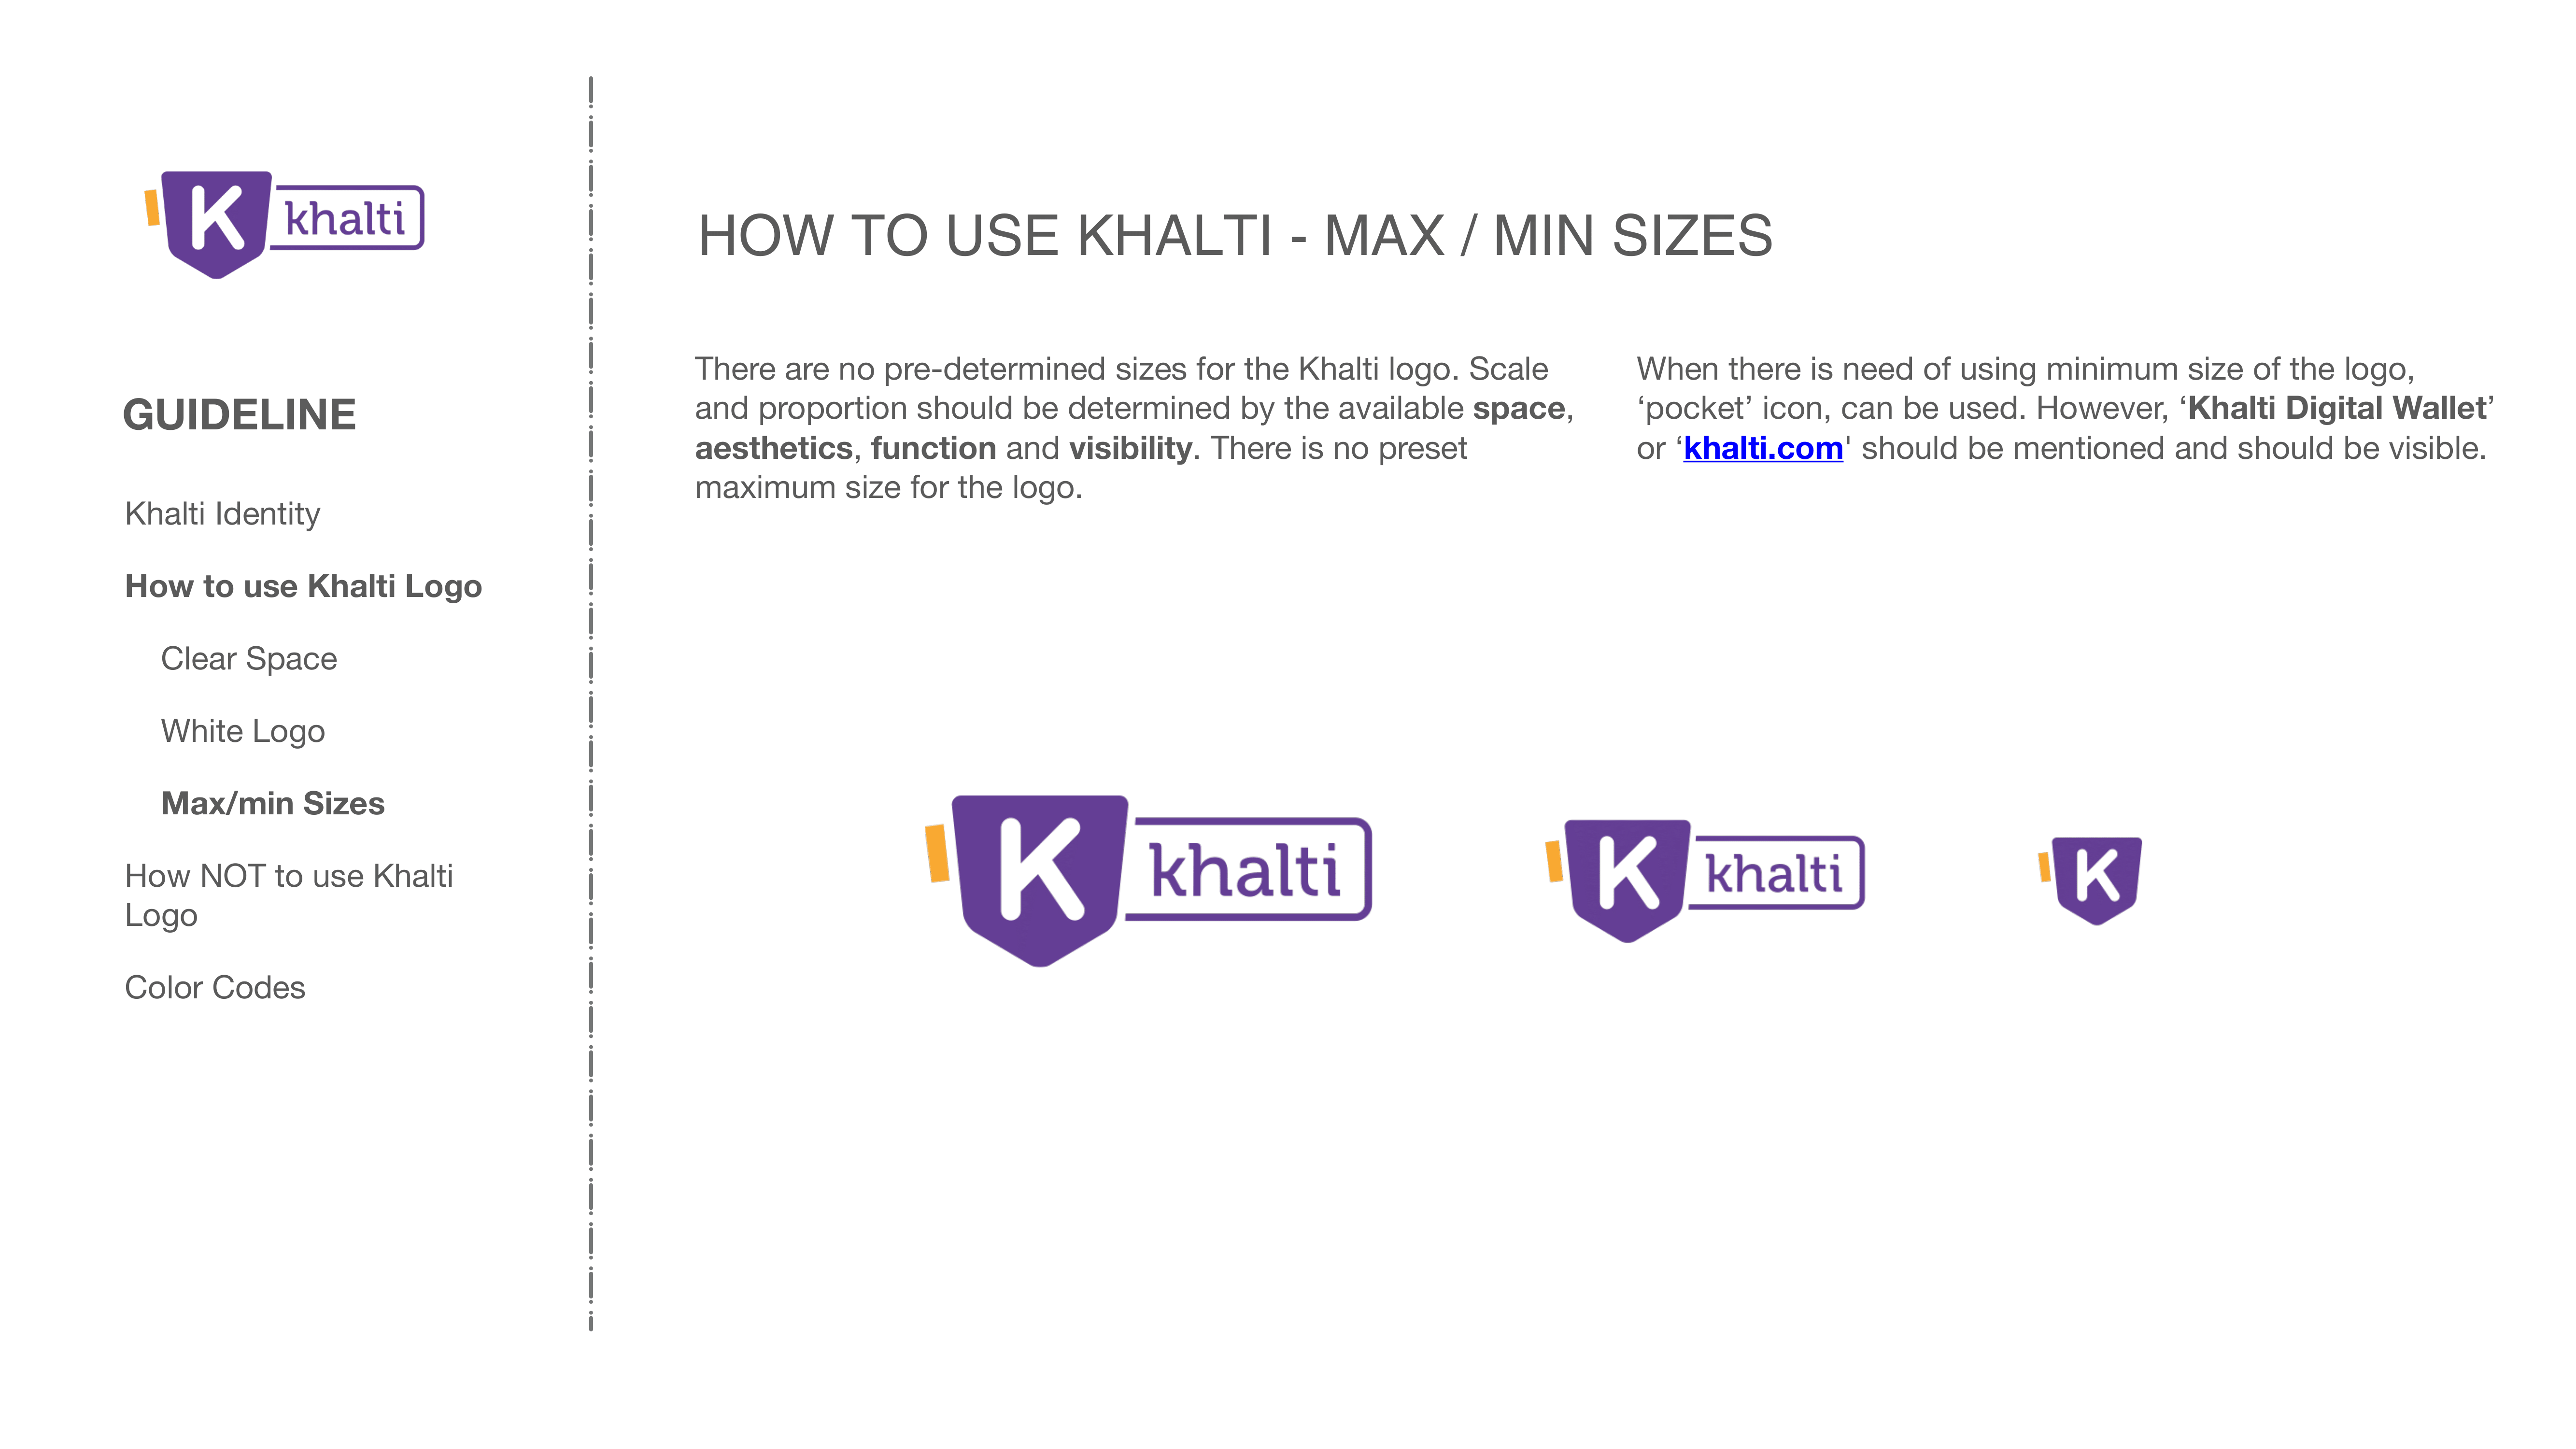 K khalti
GUIDELINE
Khalti Identity
How to use Khalti Logo
Clear Space
White Logo
Max/min Sizes
How NOT to use Khalti
Logo
Color Codes
HOW TO USE KHALTI - MAX / MIN SIZES
There are no pre-determined sizes for the Khalti logo. Scale
and proportion should be determined by the available space,
aesthetics, function and visibility. There is no preset
maximum size for the logo.
When there is need of using minimum size of the logo,
‘pocket’ icon, can be used. However, ‘Khalti Digital Wallet’
or ‘khalti.com' should be mentioned and should be visible.
K khalti
K khalti
K